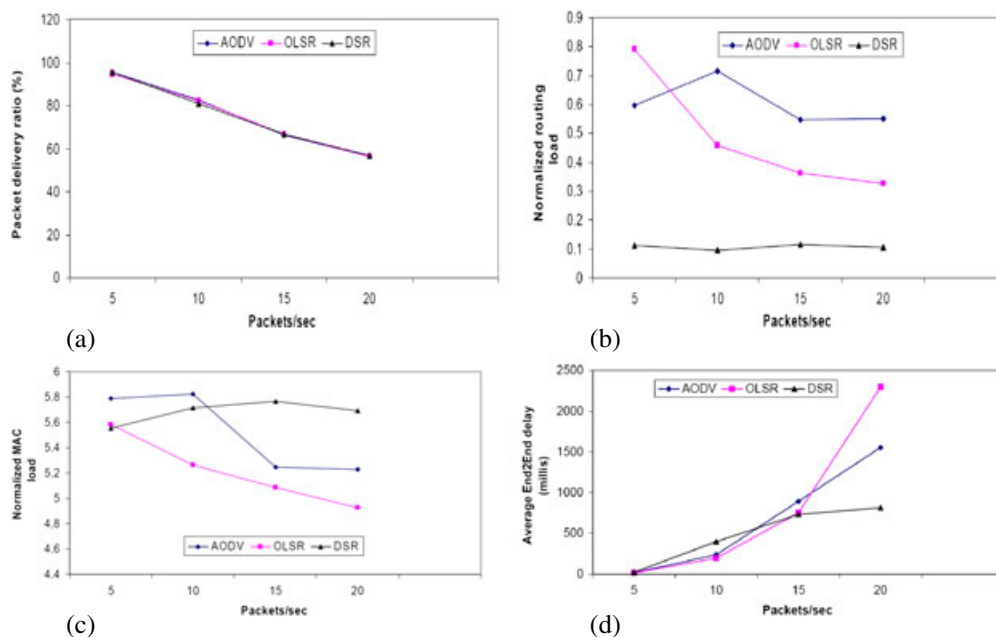 120
100
80
60
40
20
0
Packet delivery ratio (%)
AODV OLSR DSR
5 10 15 20
Packets/sec
(a)
0.9
0.8
0.7
0.6
0.5
0.4
0.3
0.2
0.1
0
Normalized routing
load
AODV OLSR DSR
5 10 15 20
Packets/sec
(b)
6
5.8
5.6
5.4
5.2
5
4.8
4.6
4.4
Normalized MAC
load
AODV OLSR DSR
5 10 15 20
Packets/sec
(c)
2500
2000
1500
1000
500
0
Average End2End delay
(millis)
AODV OLSR DSR
5 10 15 20
Packets/sec
(d)